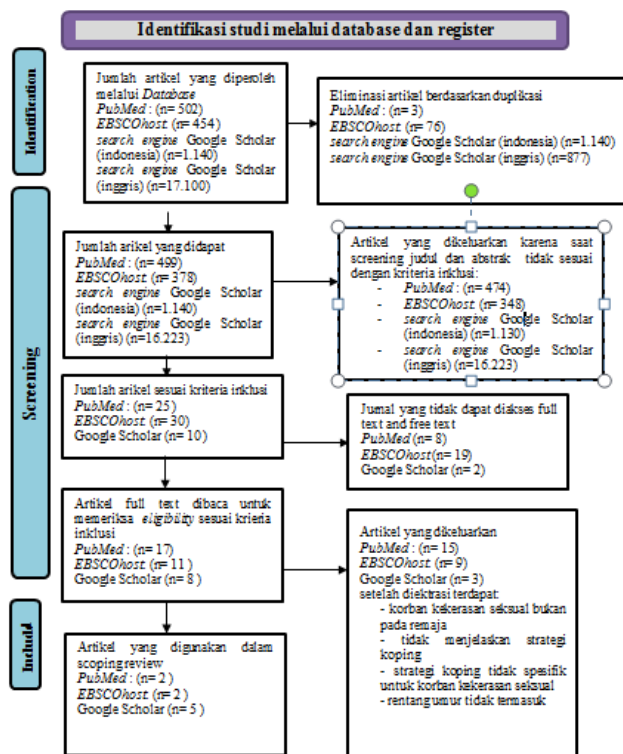 Identifikasi studi melalui database dan register
Identification
Jumlah artikel yang diperoleh
melalui Database
PubMed : (n= 502)
EBSCOhost: (n= 454)
search engine Google Scholar
(indonesia) (n=1.140)
search engine Google Scholar
(inggris) (n=17.100)
Eliminasi artikel berdasarkan duplikasi
PubMed : (n= 3)
EBSCOhost: (n= 76)
search engine Google Scholar (indonesia) (n=1.140)
search engine Google Scholar (inggris) (n=877)
Screening
Jumlah arikel yang didapat
PubMed : (n= 499)
EBSCOhost: (n= 378)
search engine Google Scholar
(indonesia) (n=1.140)
search engine Google Scholar
(inggris) (n=16.223)
Artikel yang dikeluarkan karena saat
screening judul dan abstrak tidak sesuai
dengan kriteria inklusi:
- PubMed : (n= 474)
- EBSCOhost: (n= 348)
- search engine Google Scholar
(indonesia) (n=1.130)
- search engine Google Scholar
(inggris) (n=16.223)
Jumlah arikel sesuai kriteria inklusi
PubMed : (n= 25)
EBSCOhost: (n= 30)
Google Scholar (n= 10)
Jurnal yang tidak dapat diakses full
text and free text
PubMed (n= 8)
EBSCOhost (n= 19)
Google Scholar (n= 2)
Artikel full text dibaca untuk
memeriksa eligibility sesuai krieria
inklusi
PubMed : (n= 17)
EBSCOhost: (n= 11 )
Google Scholar (n= 8 )
Artikel yang dikeluarkan
PubMed : (n= 15)
EBSCOhost: (n= 9)
Google Scholar (n= 3)
setelah diektrasi terdapat:
- korban kekerasan seksual bukan
pada remaja
- tidak menjelaskan strategi
koping
- strategi koping tidak spesifik
untuk korban kekerasan seksual
- rentang umur tidak termasuk
Includd
Artikel yang digunakan dalam
scoping review
PubMed : (n= 2 )
EBSCOhost: (n= 2 )
Google Scholar (n= 5 )